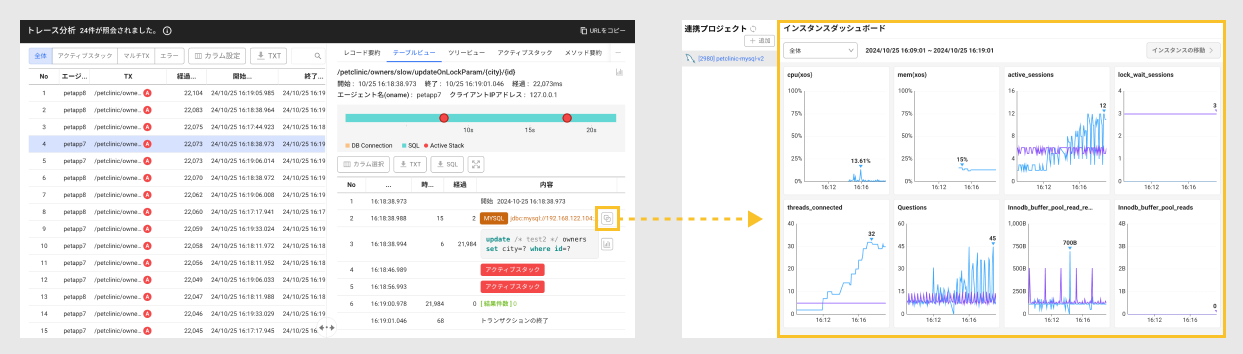 トレース分析 24件が照会されました。
URLをコピー
全体 アクティブスタック マルチTX エラー カラム設定 TXT
No エージ... TX 経過... 開始... 終了...
1 petapp8 /petclinic/owne... A 22,104 24/10/25 16:19:05.985 24/10/25 16:19
2 petapp8 /petclinic/owne... A 22,083 24/10/25 16:18:38.964 24/10/25 16:19
3 petapp8 /petclinic/owne... A 22,075 24/10/25 16:17:44.923 24/10/25 16:18
4 petapp7 /petclinic/owne... A 22,073 24/10/25 16:18:38.973 24/10/25 16:19
5 petapp7 /petclinic/owne... A 22,073 24/10/25 16:19:06.014 24/10/25 16:19
6 petapp7 /petclinic/owne... A 22,070 24/10/25 16:18:38.972 24/10/25 16:19
7 petapp8 /petclinic/owne... A 22,062 24/10/25 16:19:06.008 24/10/25 16:19
8 petapp8 /petclinic/owne... A 22,060 24/10/25 16:17:17.941 24/10/25 16:17
9 petapp7 /petclinic/owne... A 22,059 24/10/25 16:19:33.024 24/10/25 16:19
10 petapp7 /petclinic/owne... A 22,058 24/10/25 16:18:11.972 24/10/25 16:18
11 petapp7 /petclinic/owne... A 22,056 24/10/25 16:18:11.952 24/10/25 16:18
12 petapp7 /petclinic/owne... A 22,049 24/10/25 16:19:06.033 24/10/25 16:19
13 petapp8 /petclinic/owne... A 22,047 24/10/25 16:18:11.988 24/10/25 16:18
14 petapp7 /petclinic/owne... A 22,046 24/10/25 16:19:33.029 24/10/25 16:19
15 petapp7 /petclinic/owne... A 22,045 24/10/25 16:17:17.945 24/10/25 16:
レコード要約 テーブルビュー ツリービュー アクティブスタック メソッド要約 ...
/petclinic/owners/slow/updateOnLockParam/{city}/{id}
開始： 10/25 16:18:38.973 終了： 10/25 16:19:01.046 経過： 22,073ms
エージェント名(oname)： petapp7 クライアントIPアドレス： 127.0.0.1
10s 15s 20s
DB Connection SQL Active Stack
カラム選択 TXT SQL
No ... 時... 経過 内容
1 16:18:38.973 開始 2024-10-25 16:18:38.973
2 16:18:38.988 15 2 MYSQL jdbc:mysql://192.168.122.104:
3 16:18:38.994 6 21,984 update /* test2 */ owners
set city=? where id=?
4 16:18:46.989 アクティブスタック
5 16:18:56.993 アクティブスタック
6 16:19:00.978 21,984 0 [ 結果件数 ] 0
16:19:01.046 68 トランザクションの終了
連携プロジェクト
+ 追加
[2980] petclinic-mysql-v2
インスタンスダッシュボード
全体 2024/10/25 16:09:01 ~ 2024/10/25 16:19:01 インスタンスの移動
cpu(xos)
100%
75%
50%
25%
0%
13.61%
16:12 16:16
mem(xos)
100%
75%
50%
25%
0%
15%
16:12 16:16
active_sessions
16
12
8
4
0
12
16:12 16:16
lock_wait_sessions
4
3
2
1
0
3
16:12 16:16
threads_connected
40
30
20
10
0
32
16:12 16:16
Questions
60
45
30
15
0
45
16:12 16:16
Innodb_buffer_pool_read_re...
1,000B
750B
500B
250B
0
700B
16:12 16:16
Innodb_buffer_pool_reads
4B
3B
2B
1B
0
0
16:12 16:16